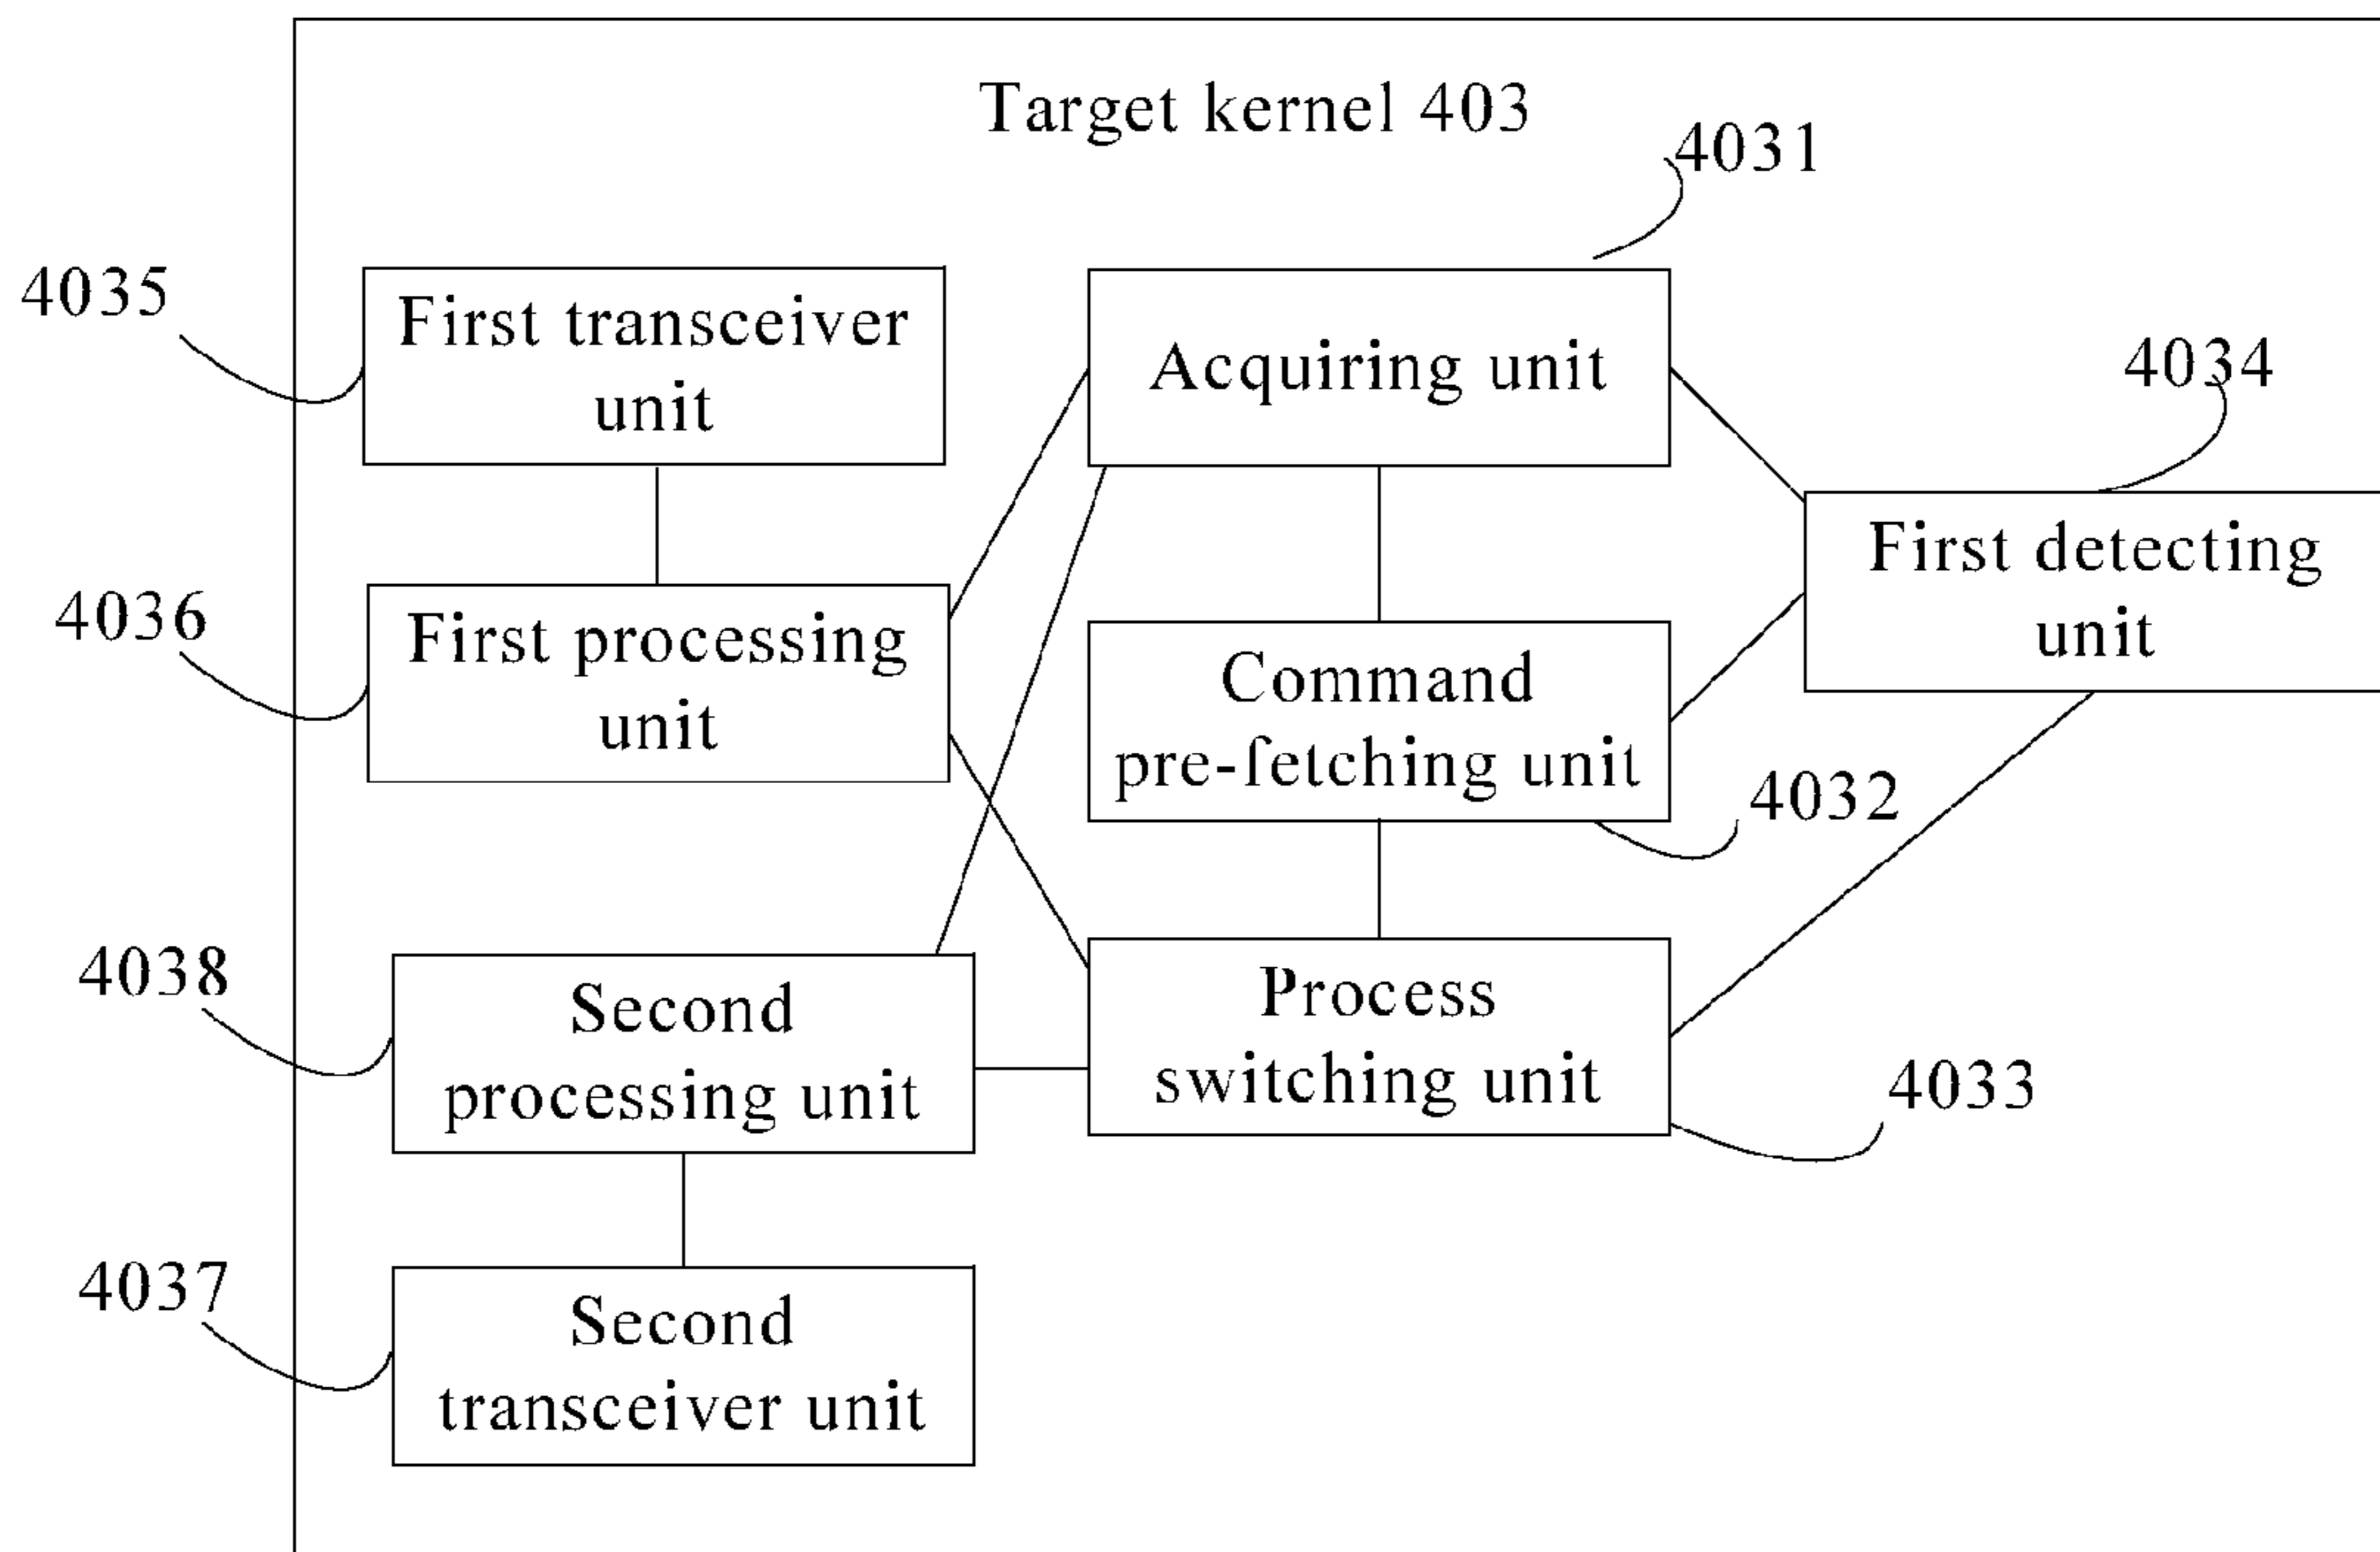 Target kernel 403
4031
4035
First transceiver
unit
Acquiring unit
4034
First detecting
unit
4036
First processing
unit
Command
pre-fetching unit
4032
4038
Second
processing unit
Process
switching unit
4033
4037
Second
transceiver unit